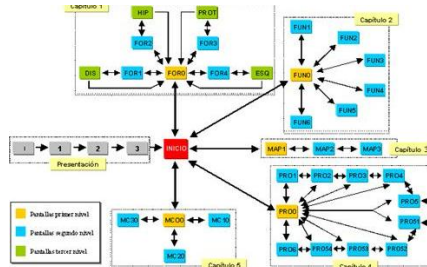 Capítulo 1
HIP
PROT
FOR2
FOR3
DIS
FOR1
FOR0
FOR4
ESQ
Capítulo 2
FUN1
FUN2
FUN3
FUN0
FUN4
FUN5
FUN6
I
1
2
3
INICIO
Presentación
MAP1
MAP2
MAP3
Capítulo 3
PRO1
PRO2
PRO3
PRO4
PRO0
PRO5
PRO51
PRO6
PRO54
PRO53
PRO52
Capítulo 4
MC30
MC00
MC10
MC20
Capítulo 5
Pantallas primer nivel
Pantallas segundo nivel
Pantallas tercer nivel